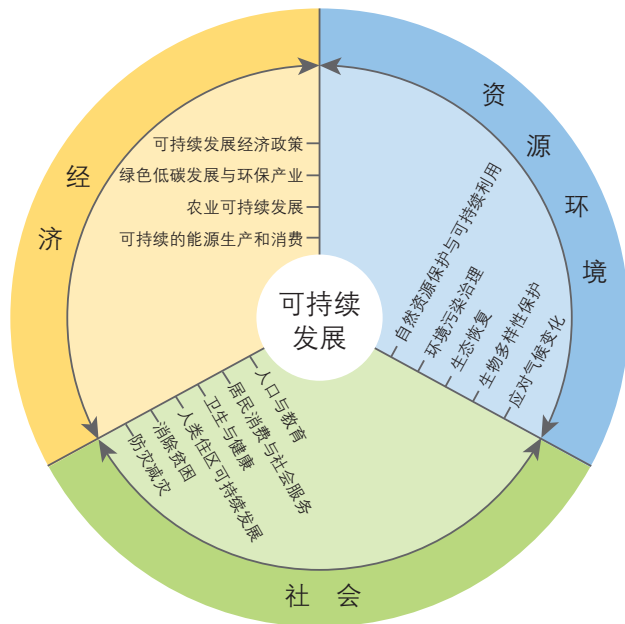 可持续
发展
经济
可持续发展经济政策
绿色低碳发展与环保产业
农业可持续发展
可持续的能源生产和消费
资源环境
自然资源保护与可持续利用
环境污染治理
生态恢复
生物多样性保护
应对气候变化
社会
人口与教育
居民消费与社会服务
卫生与健康
人类住区可持续发展
消除贫困
防灾减灾